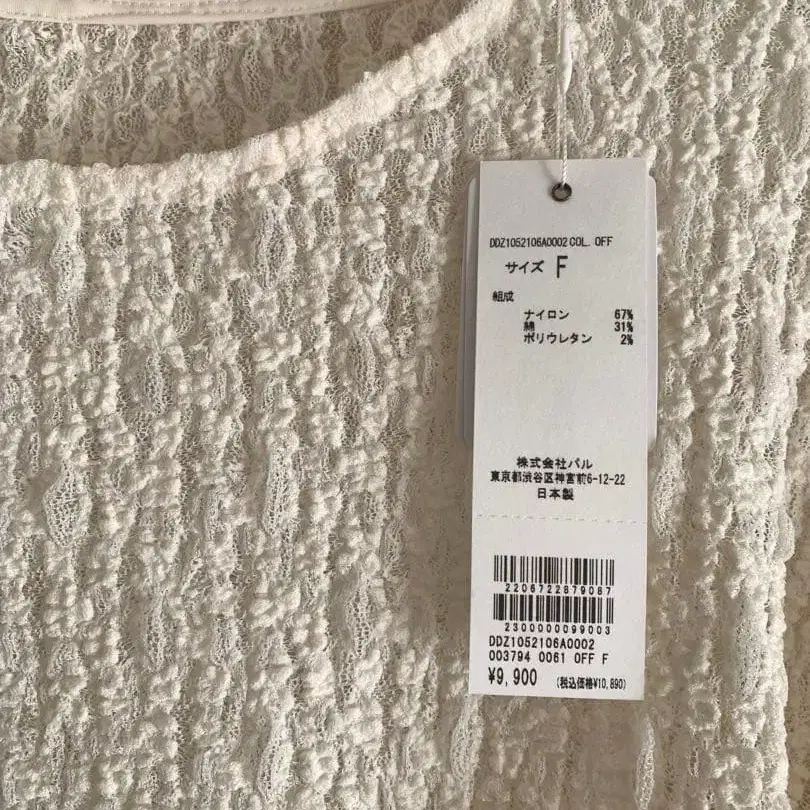 DDZ1052106A0002 COL. OFF
サイズ F
組成
ナイロン 67%
綿 31%
ポリウレタン 2%
株式会社パル
東京都渋谷区神宮前6-12-22
日本製
2206722879087
2300000099003
DDZ1052106A0002
003794 0061 OFF F
¥9,900 (税込価格¥10,890)